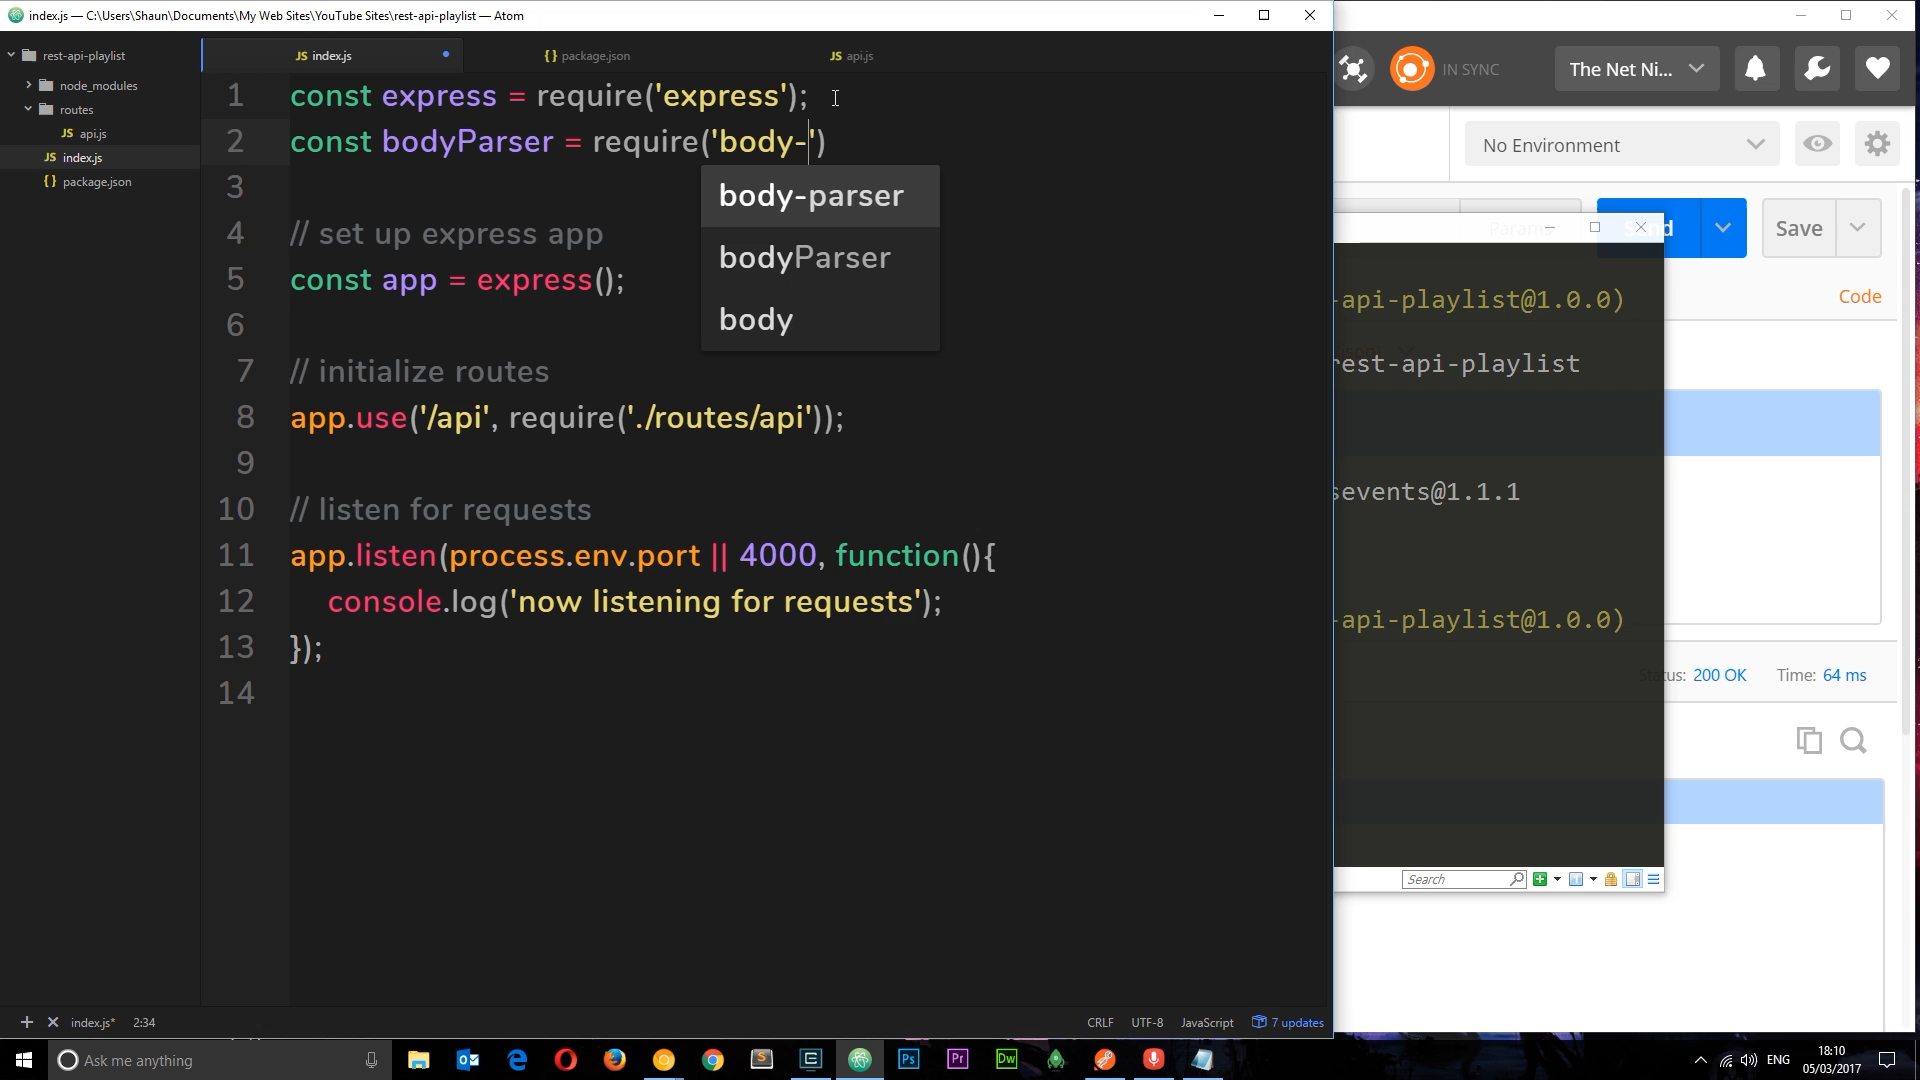 index.js — C:\Users\Shaun\Documents\My Web Sites\YouTube Sites\rest-api-playlist — Atom
rest-api-playlist
node_modules
routes
JS api.js
JS index.js
{} package.json
JS index.js
{} package.json
JS api.js
1 const express = require('express');
2 const bodyParser = require('body-')
3
4 // set up express app
5 const app = express();
6
7 // initialize routes
8 app.use('/api', require('./routes/api'));
9
10 // listen for requests
11 app.listen(process.env.port || 4000, function(){
12 console.log('now listening for requests');
13 });
14
body-parser
bodyParser
body
index.js* 2:34
CRLF UTF-8 JavaScript 7 updates
IN SYNC
The Net Ni...
No Environment
Params
Save
Code
-api-playlist@1.0.0)
rest-api-playlist
sevents@1.1.1
-api-playlist@1.0.0)
Status: 200 OK Time: 64 ms
Search
Ask me anything
Ps
Pr
Dw
ENG
18:10
05/03/2017